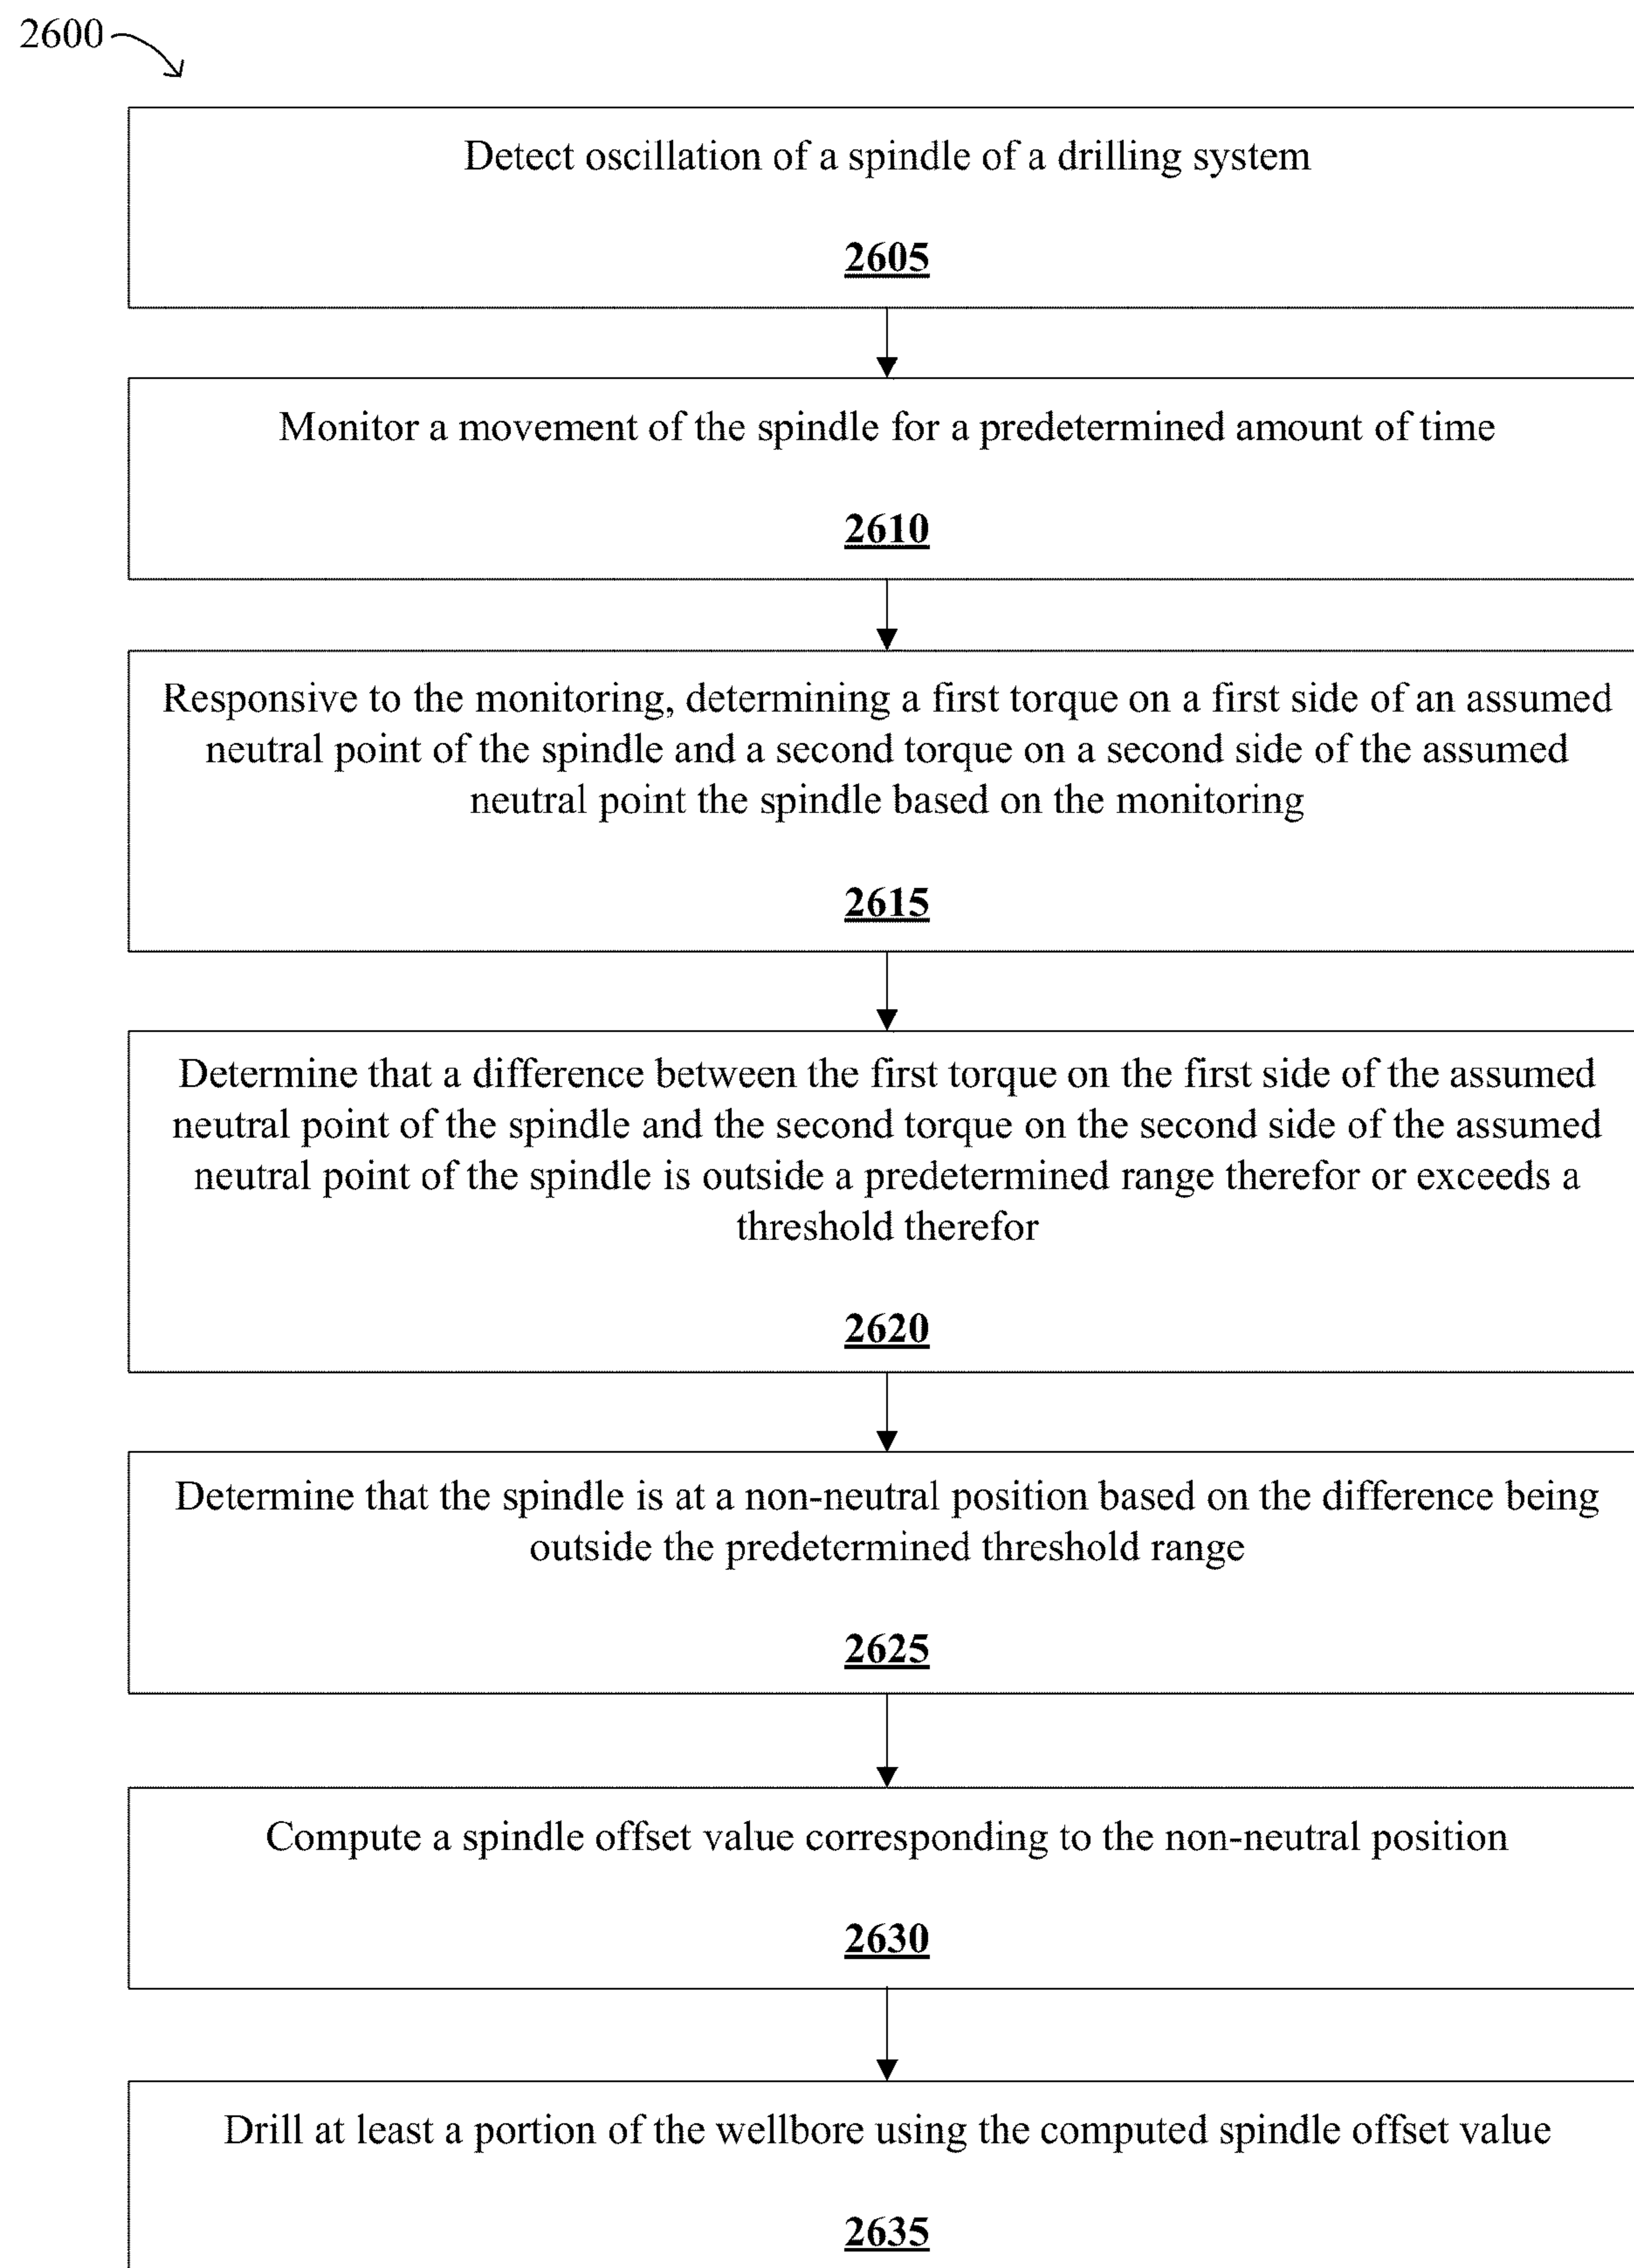 2600
Detect oscillation of a spindle of a drilling system
2605
Monitor a movement of the spindle for a predetermined amount of time
2610
Responsive to the monitoring, determining a first torque on a first side of an assumed
neutral point of the spindle and a second torque on a second side of the assumed
neutral point the spindle based on the monitoring
2615
Determine that a difference between the first torque on the first side of the assumed
neutral point of the spindle and the second torque on the second side of the assumed
neutral point of the spindle is outside a predetermined range therefor or exceeds a
threshold therefor
2620
Determine that the spindle is at a non-neutral position based on the difference being
outside the predetermined threshold range
2625
Compute a spindle offset value corresponding to the non-neutral position
2630
Drill at least a portion of the wellbore using the computed spindle offset value
2635